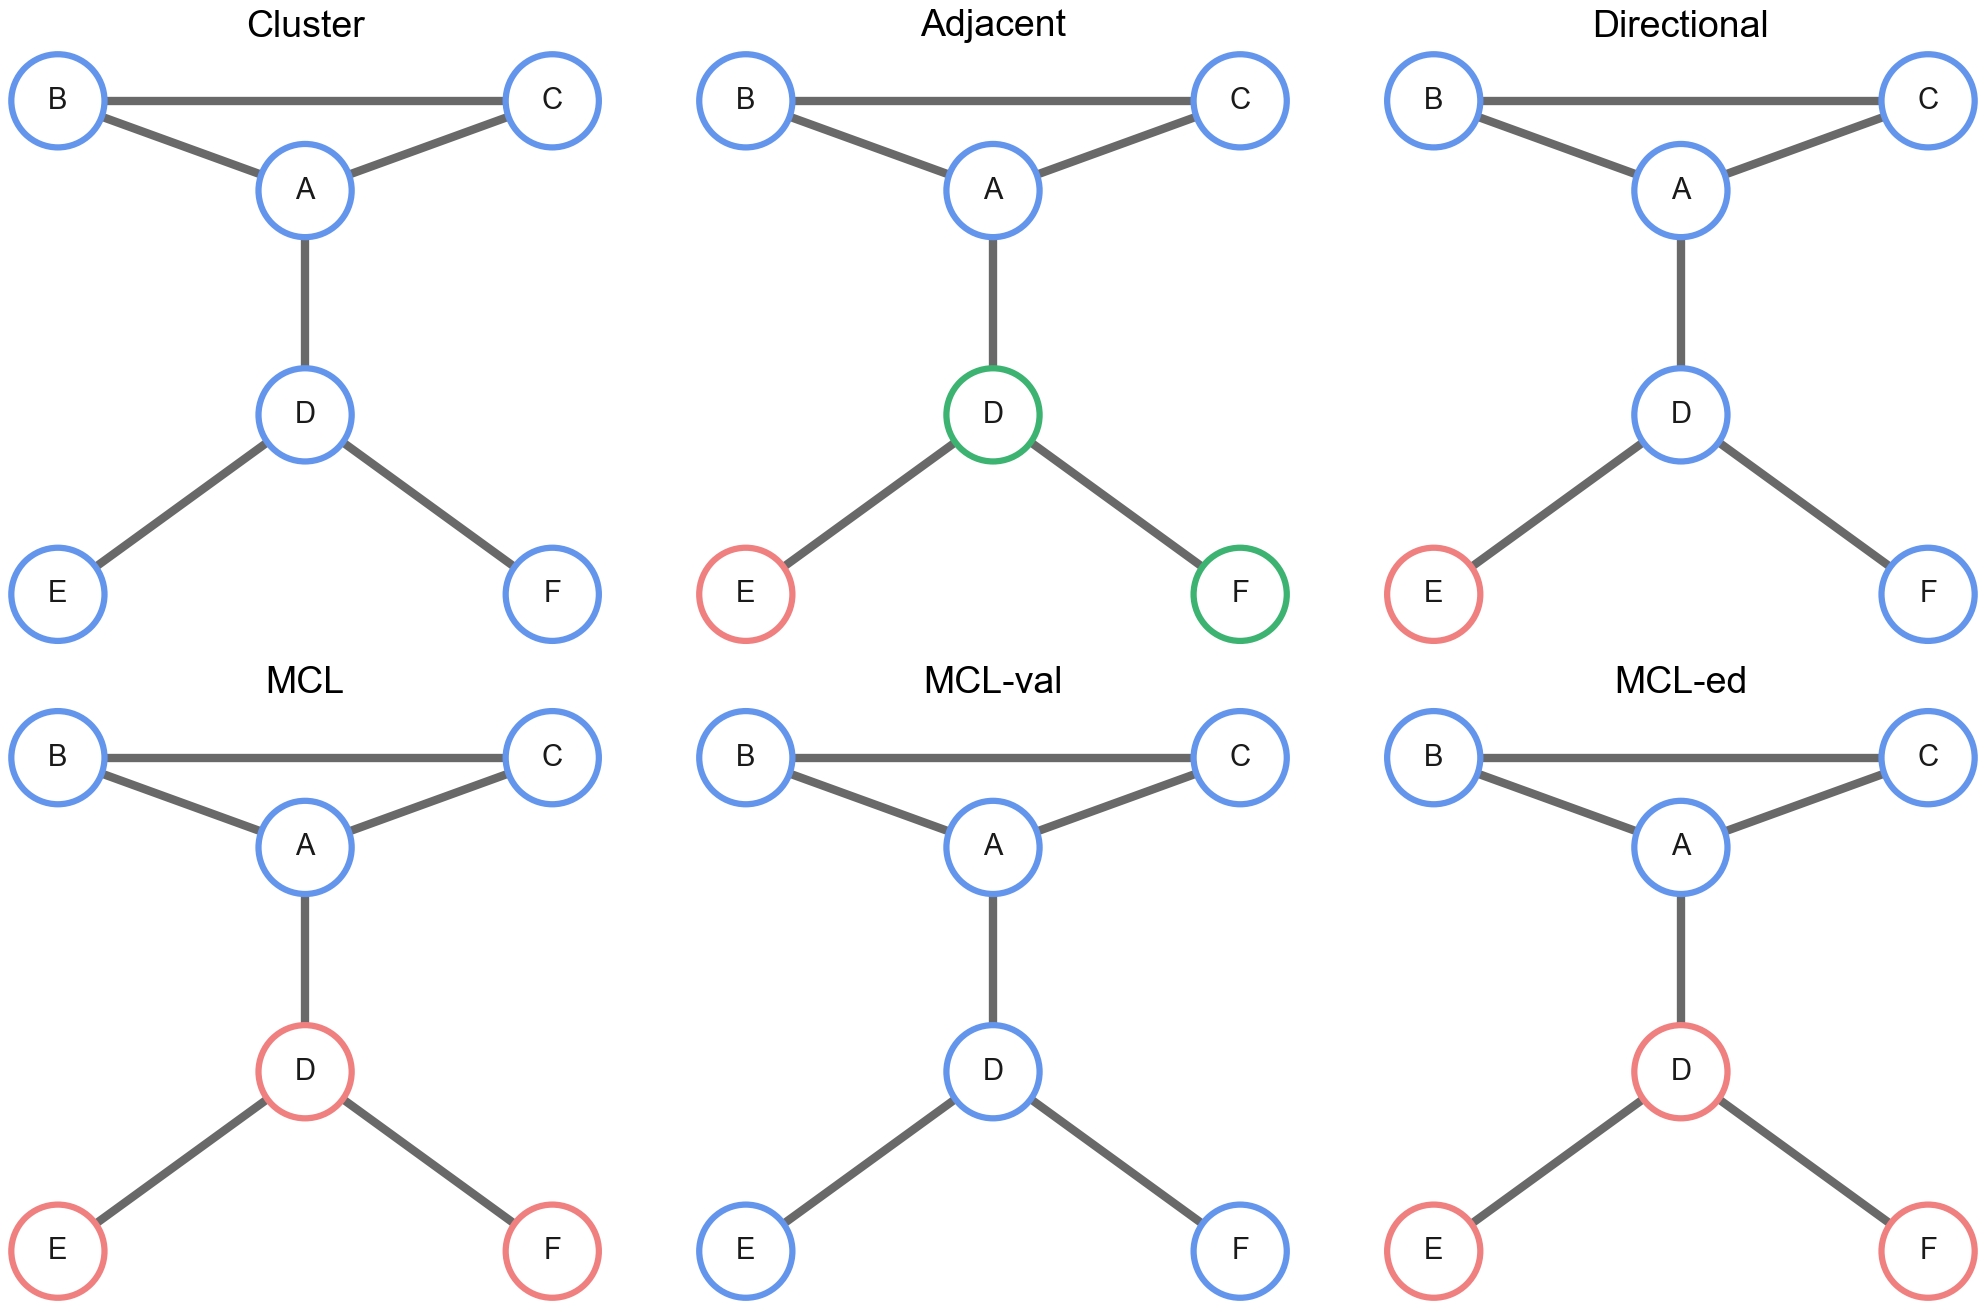 Cluster
Adjacent
Directional
B C B C B C
A A A
D D D
E F E F E F
MCL
MCL-val
MCL-ed
B C B C B C
A A A
D D D
E F E F E F